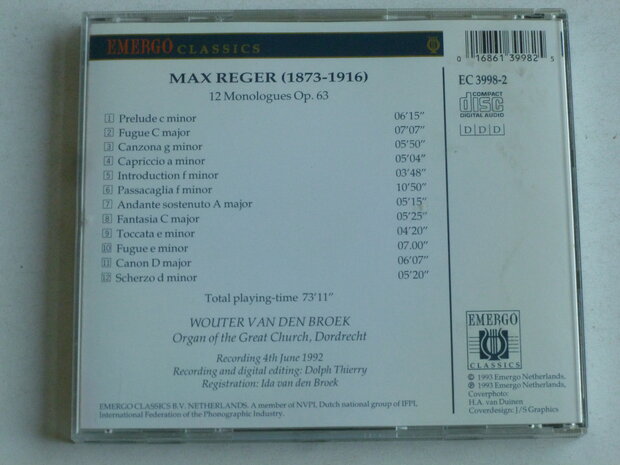 EMERGO CLASSICS
0 16861 39982 5
MAX REGER (1873-1916)
12 Monologues Op. 63
1 Prelude c minor 06'15"
2 Fugue C major 07'07"
3 Canzona g minor 05'50"
4 Capriccio a minor 05'04"
5 Introduction f minor 03'48"
6 Passacaglia f minor 10'50"
7 Andante sostenuto A major 05'15"
8 Fantasia C major 05'25"
9 Toccata e minor 04'20"
10 Fugue e minor 07.00"
11 Canon D major 06'07"
12 Scherzo d minor 05'20"
Total playing-time 73'11"
WOUTER VAN DEN BROEK
Organ of the Great Church, Dordrecht
Recording 4th June 1992
Recording and digital editing: Dolph Thierry
Registration: Ida van den Broek
EMERGO CLASSICS B.V. NETHERLANDS. A member of NVPI, Dutch national group of IFPI,
International Federation of the Phonographic Industry.
EC 3998-2
COMPACT
disc
DIGITAL AUDIO
DDD
EMERGO
CLASSICS
© 1993 Emergo Netherlands,
℗ 1993 Emergo Netherlands.
Coverphoto:
H.A. van Duinen
Coverdesign: J/S Graphics